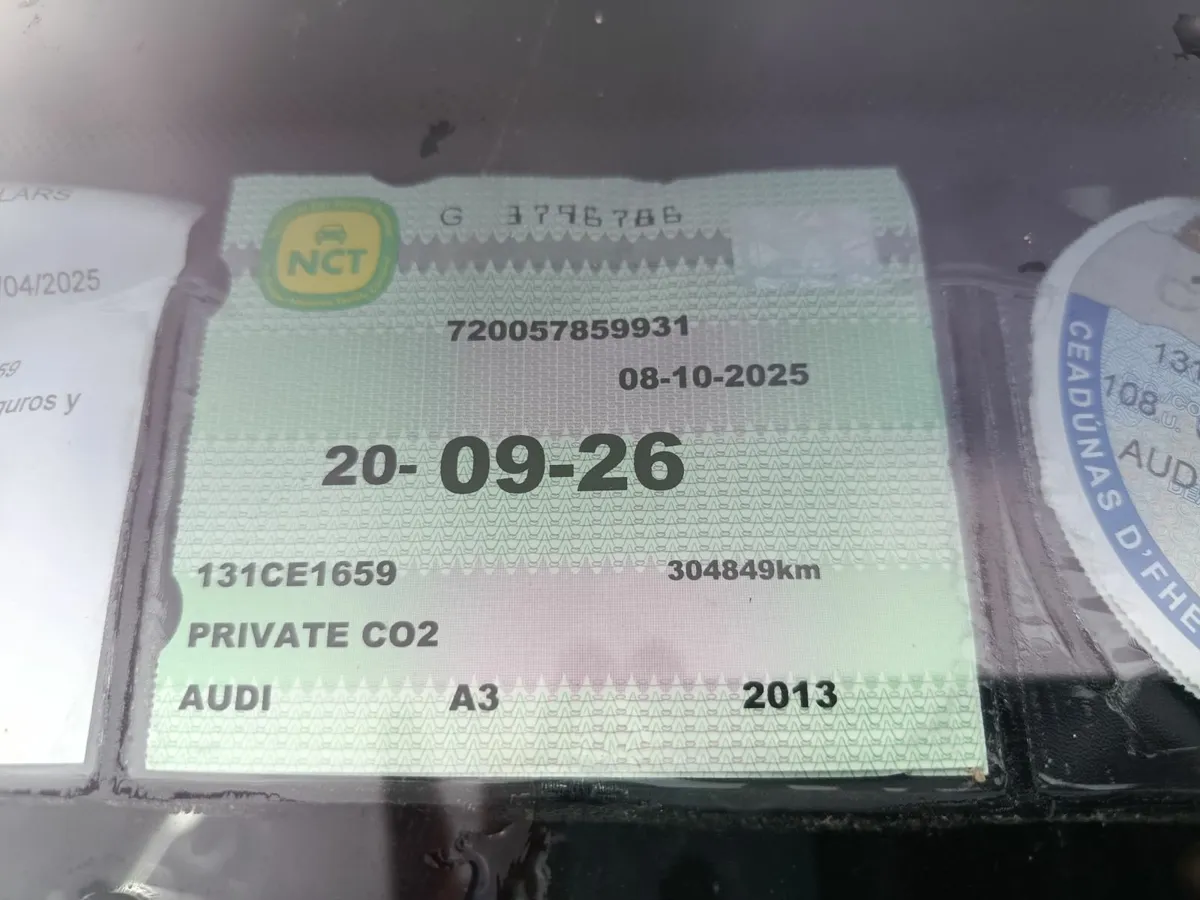 LARS
/04/2025
59
guros y
NCT
G 3796786
720057859931
08-10-2025
20- 09-26
131CE1659 304849km
PRIVATE CO2
AUDI A3 2013
CEADÚNAS D'FHE
131
108
AUD